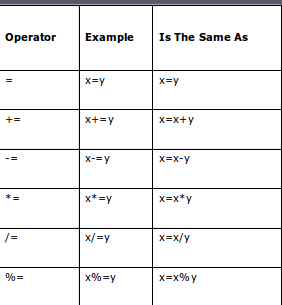 Operator Example Is The Same As
= x=y x=y
+= x+=y x=x+y
-= x-=y x=x-y
*= x*=y x=x*y
/= x/=y x=x/y
%= x%=y x=x%y